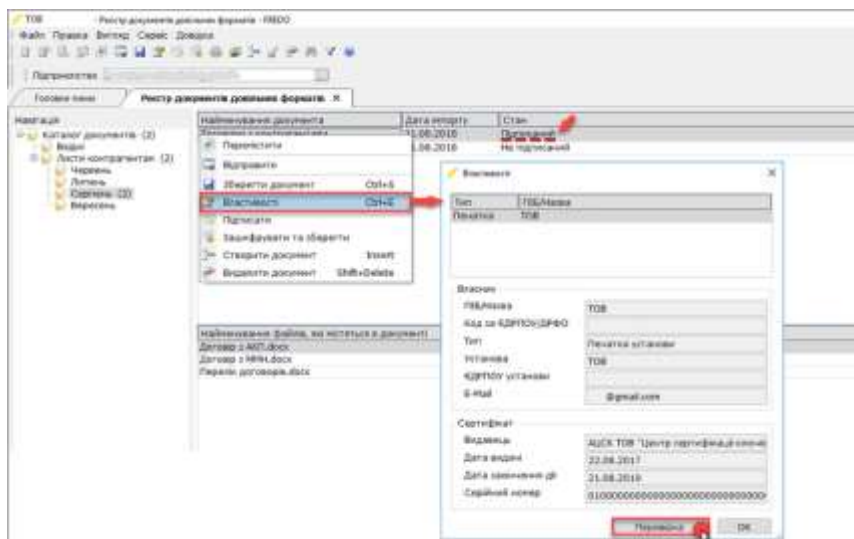 ТОВ - Реєстр документів довільних форматів - FREDO
Файл Правка Вигляд Сервіс Довідка
Підприємство
Головне меню Реєстр документів довільних форматів X
Навігація
Каталог документів (2)
Вхідні
Листи контрагентам (2)
Червень
Липень
Серпень (2)
Вересень
Найменування документа Дата імпорту Стан
21.08.2018 Підписаний
21.08.2018 Не підписаний
Перемістити
Відправити
Зберегти документ Ctrl+S
Властивості Ctrl+E
Підписати
Зашифрувати та зберегти
Створити документ Insert
Видалити документ Shift+Delete
Найменування файлів, які містяться в документі
Договір з АКП.docx
Договір з МНМ.docx
Перелік договорів.docx
Властивості
Тип ПІБ/Назва
Печатка ТОВ
Власник
ПІБ/Назва ТОВ
Код за ЄДРПОУ/ДРФО
Тип Печатка установи
Установа ТОВ
ЄДРПОУ установи
E-Mail @gmail.com
Сертифікат
Видавець АЦСК ТОВ "Центр сертифікації ключів
Дата видачі 22.08.2017
Дата закінчення дії 21.08.2019
Серійний номер
Перевірка OK